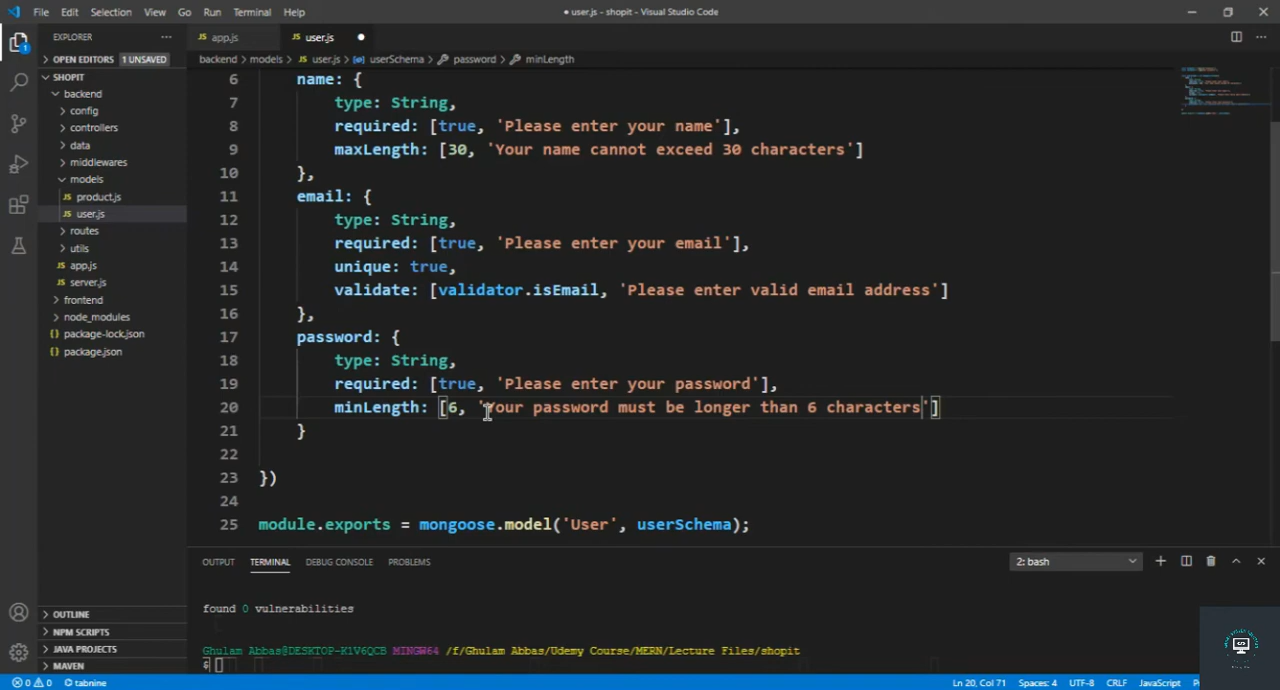 File Edit Selection View Go Run Terminal Help
● user.js - shopit - Visual Studio Code
EXPLORER ···
OPEN EDITORS 1 UNSAVED
SHOPIT
backend
config
controllers
data
middlewares
models
JS product.js
JS user.js
routes
utils
JS app.js
JS server.js
frontend
node_modules
{} package-lock.json
{} package.json
OUTLINE
NPM SCRIPTS
JAVA PROJECTS
MAVEN
JS app.js JS user.js ●
backend > models > JS user.js > userSchema > password > minLength
6 name: {
7 type: String,
8 required: [true, 'Please enter your name'],
9 maxLength: [30, 'Your name cannot exceed 30 characters']
10 },
11 email: {
12 type: String,
13 required: [true, 'Please enter your email'],
14 unique: true,
15 validate: [validator.isEmail, 'Please enter valid email address']
16 },
17 password: {
18 type: String,
19 required: [true, 'Please enter your password'],
20 minLength: [6, 'Your password must be longer than 6 characters']
21 }
22
23 })
24
25 module.exports = mongoose.model('User', userSchema);
OUTPUT TERMINAL DEBUG CONSOLE PROBLEMS 2: bash
found 0 vulnerabilities
Ghulam Abbas@DESKTOP-K1V6QCB MINGW64 /f/Ghulam Abbas/Udemy Course/MERN/Lecture Files/shopit
$
0 0 tabnine Ln 20, Col 71 Spaces: 4 UTF-8 CRLF JavaScript